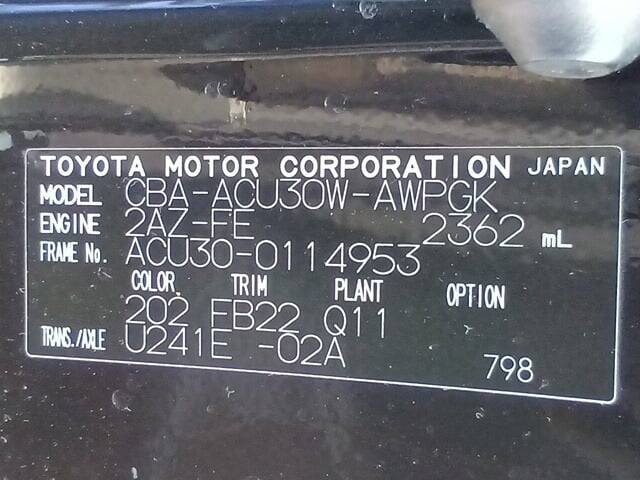 TOYOTA MOTOR CORPORATION JAPAN
MODEL CBA-ACU30W-AWPGK
ENGINE 2AZ-FE 2362 mL
FRAME No. ACU30-0114953
COLOR TRIM PLANT OPTION
202 FB22 Q11
TRANS./AXLE U241E -02A
798